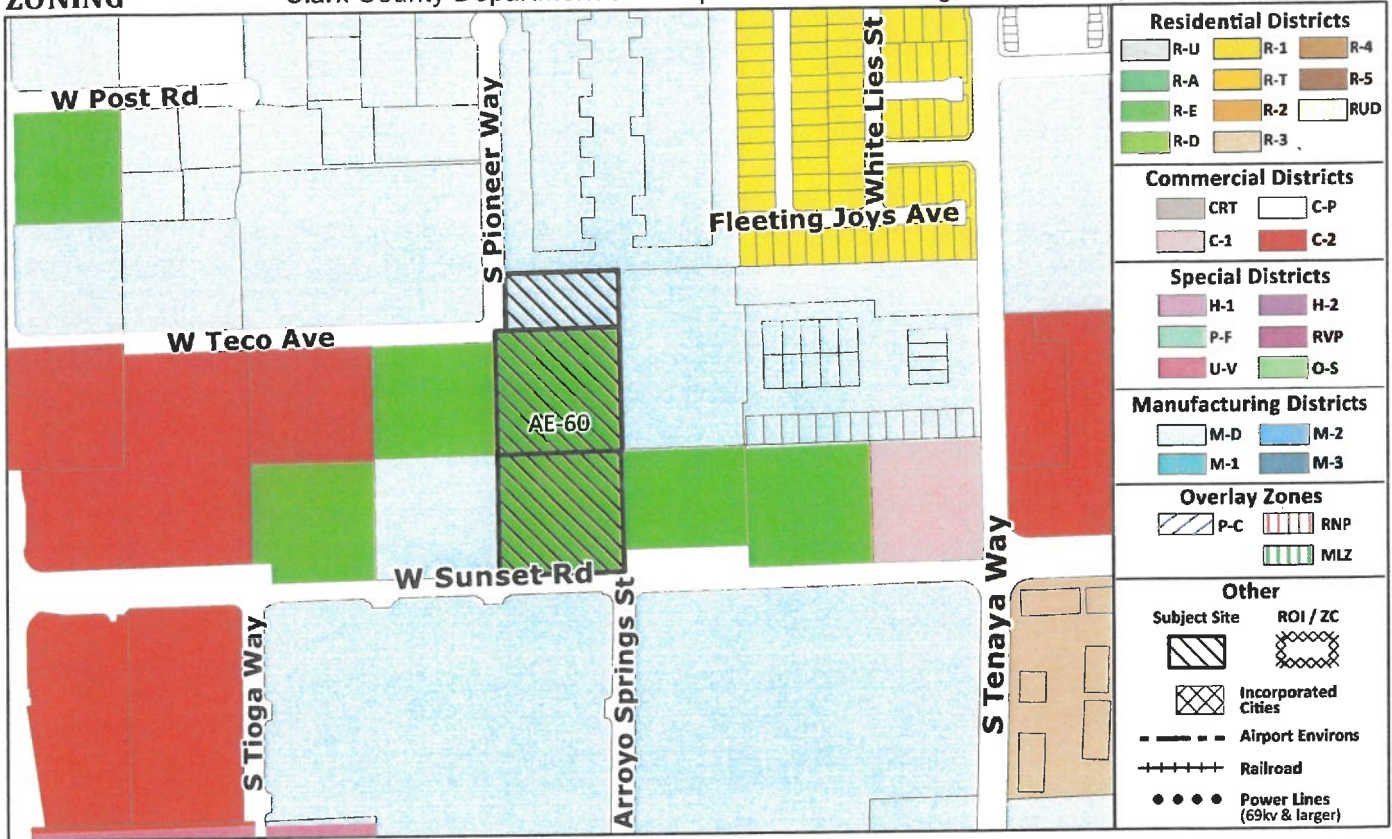 ZONING
W Post Rd
S Pioneer Way
White Lies St
Fleeting Joys Ave
W Teco Ave
AE-60
W Sunset Rd
S Tioga Way
Arroyo Springs St
S Tenaya Way
Residential Districts
R-U R-1 R-4
R-A R-T R-5
R-E R-2 RUD
R-D R-3
Commercial Districts
CRT C-P
C-1 C-2
Special Districts
H-1 H-2
P-F RVP
U-V O-S
Manufacturing Districts
M-D M-2
M-1 M-3
Overlay Zones
P-C RNP
MLZ
Other
Subject Site ROI / ZC
Incorporated
Cities
Airport Environs
Railroad
Power Lines
(69kv & larger)